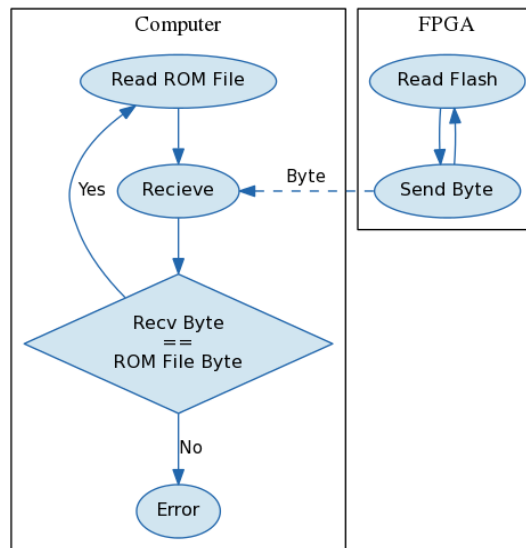 Computer
FPGA
Read ROM File
Read Flash
Yes
Recieve
Byte
Send Byte
Recv Byte
==
ROM File Byte
No
Error